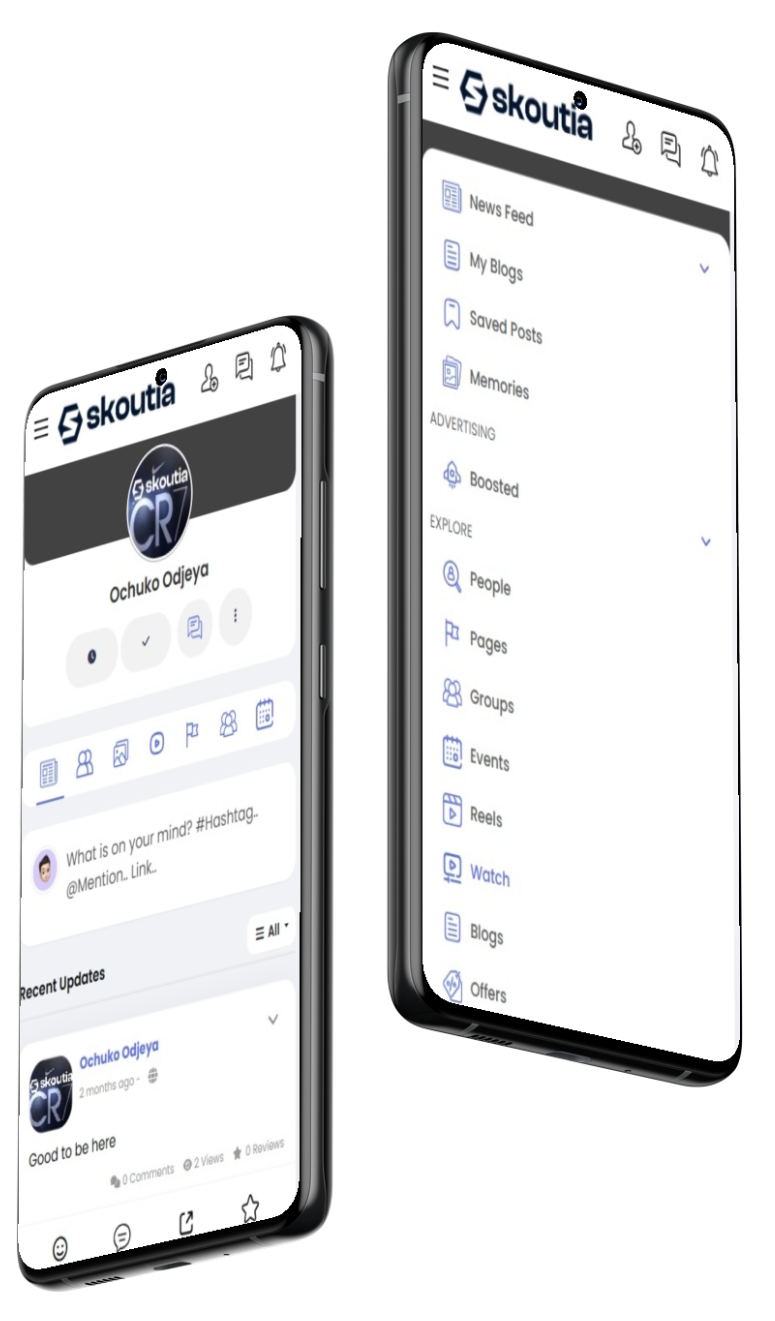 skoutia
skoutia
CR7
Ochuko Odjeya
What is on your mind? #Hashtag..
@Mention.. Link..
All
Recent Updates
Ochuko Odjeya
2 months ago -
skoutia
CR7
Good to be here
0 Comments
2 Views
0 Reviews
skoutia
News Feed
My Blogs
Saved Posts
Memories
ADVERTISING
Boosted
EXPLORE
People
Pages
Groups
Events
Reels
Watch
Blogs
Offers